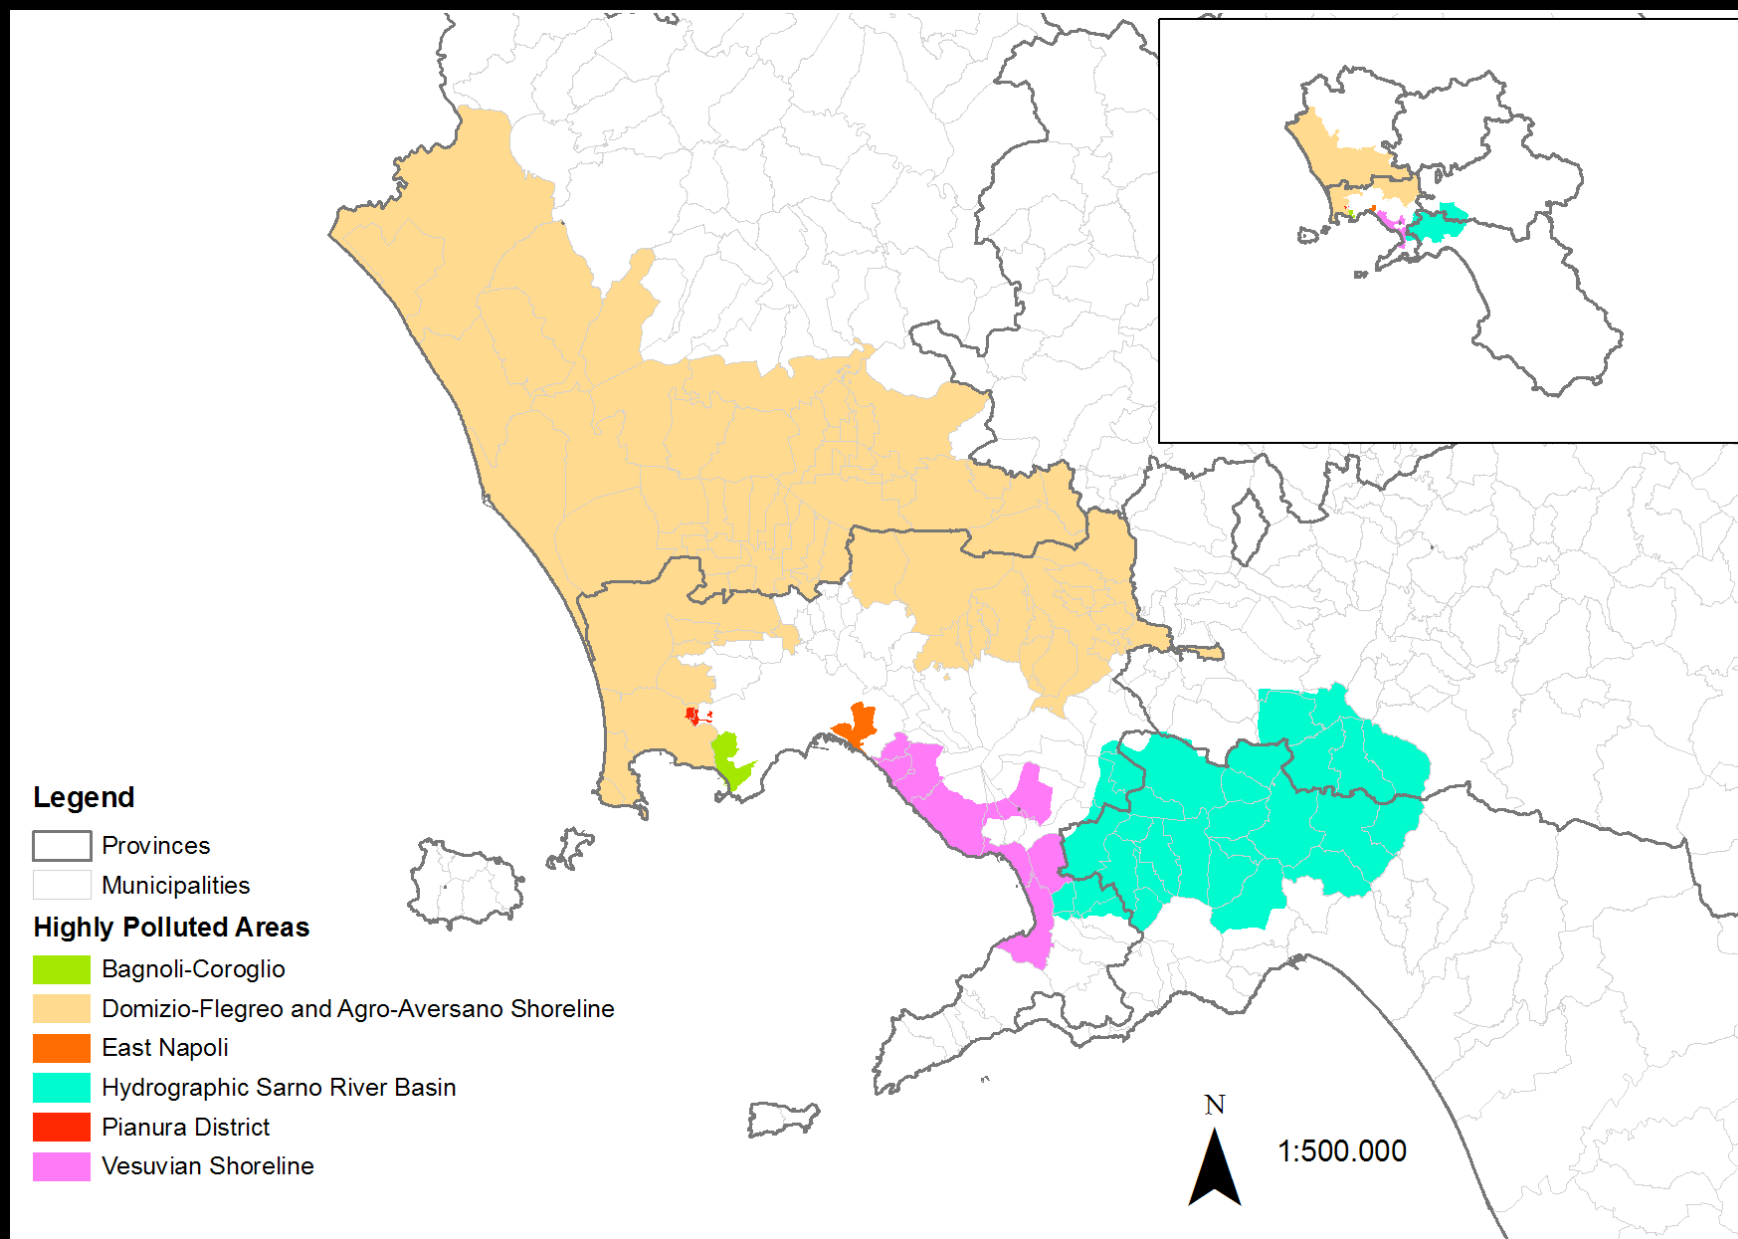 Legend
Provinces
Municipalities
Highly Polluted Areas
Bagnoli-Coroglio
Domizio-Flegreo and Agro-Aversano Shoreline
East Napoli
Hydrographic Sarno River Basin
Pianura District
Vesuvian Shoreline
N
1:500.000